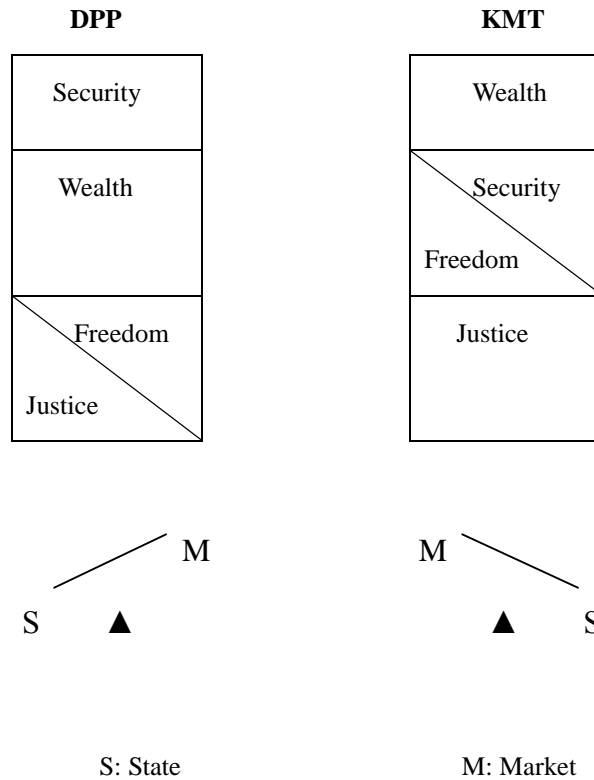 DPP KMT
Security Wealth
Wealth Security
Freedom
Freedom Justice
Justice
M M
S ▲ ▲ S
S: State M: Market